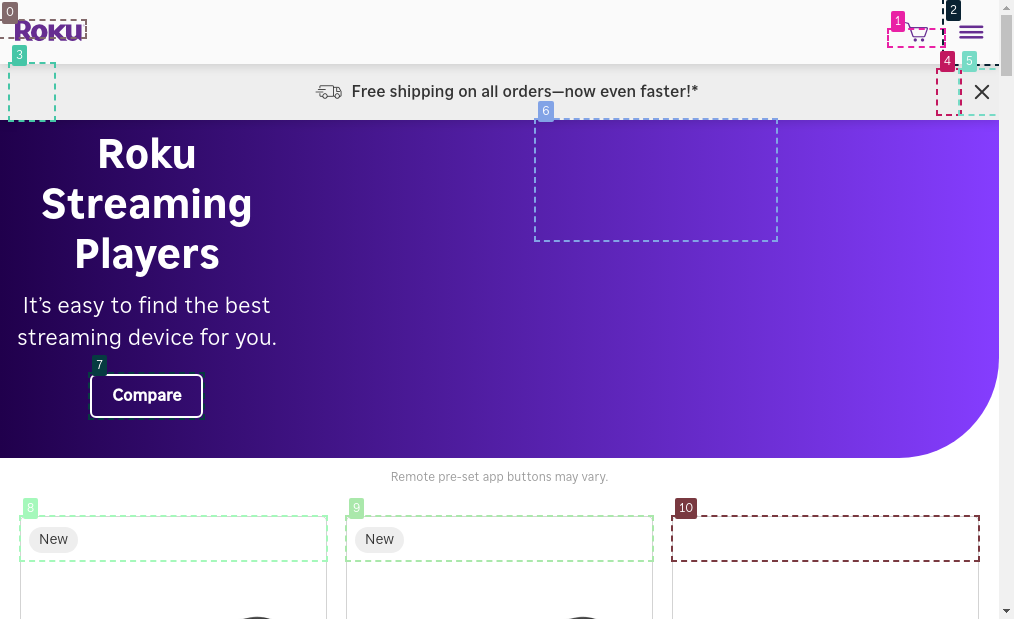 0
Roku
1
2
3
4
5
Free shipping on all orders—now even faster!*
6
Roku
Streaming
Players
It's easy to find the best
streaming device for you.
7
Compare
Remote pre-set app buttons may vary.
8
9
10
New
New